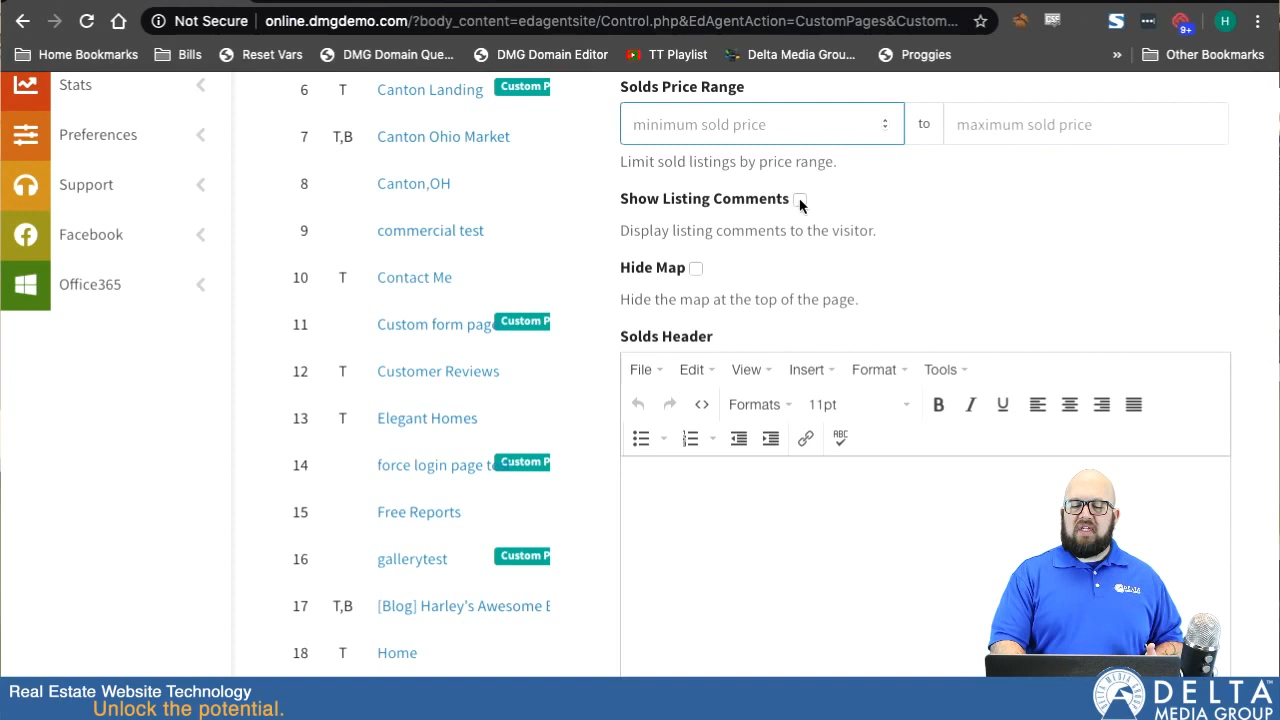 Not Secure | online.dmgdemo.com/?body_content=edagentsite/Control.php&EdAgentAction=CustomPages&Custom...
CSE
S
9+
H
Home Bookmarks
Bills
Reset Vars
DMG Domain Que...
DMG Domain Editor
TT Playlist
Delta Media Grou...
Proggies
»
Other Bookmarks
Stats
Preferences
Support
Facebook
Office365
6 T Canton Landing Custom P
7 T,B Canton Ohio Market
8 Canton,OH
9 commercial test
10 T Contact Me
11 Custom form page Custom P
12 T Customer Reviews
13 T Elegant Homes
14 force login page te Custom P
15 Free Reports
16 gallerytest Custom P
17 T,B [Blog] Harley's Awesome B
18 T Home
Solds Price Range
minimum sold price to maximum sold price
Limit sold listings by price range.
Show Listing Comments
Display listing comments to the visitor.
Hide Map
Hide the map at the top of the page.
Solds Header
File Edit View Insert Format Tools
<> Formats 11pt B I U
ABC
DELTA
Real Estate Website Technology
Unlock the potential.
DELTA
MEDIA GROUP